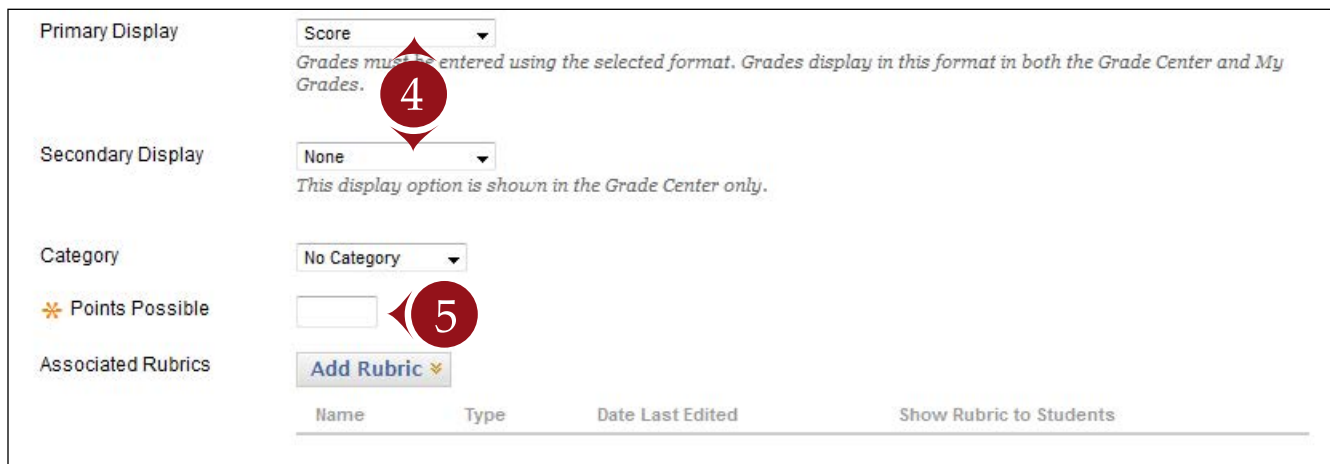 Primary Display
Score
Grades must be entered using the selected format. Grades display in this format in both the Grade Center and My
Grades.
4
Secondary Display
None
This display option is shown in the Grade Center only.
Category
No Category
Points Possible
5
Associated Rubrics
Add Rubric
Name Type Date Last Edited Show Rubric to Students